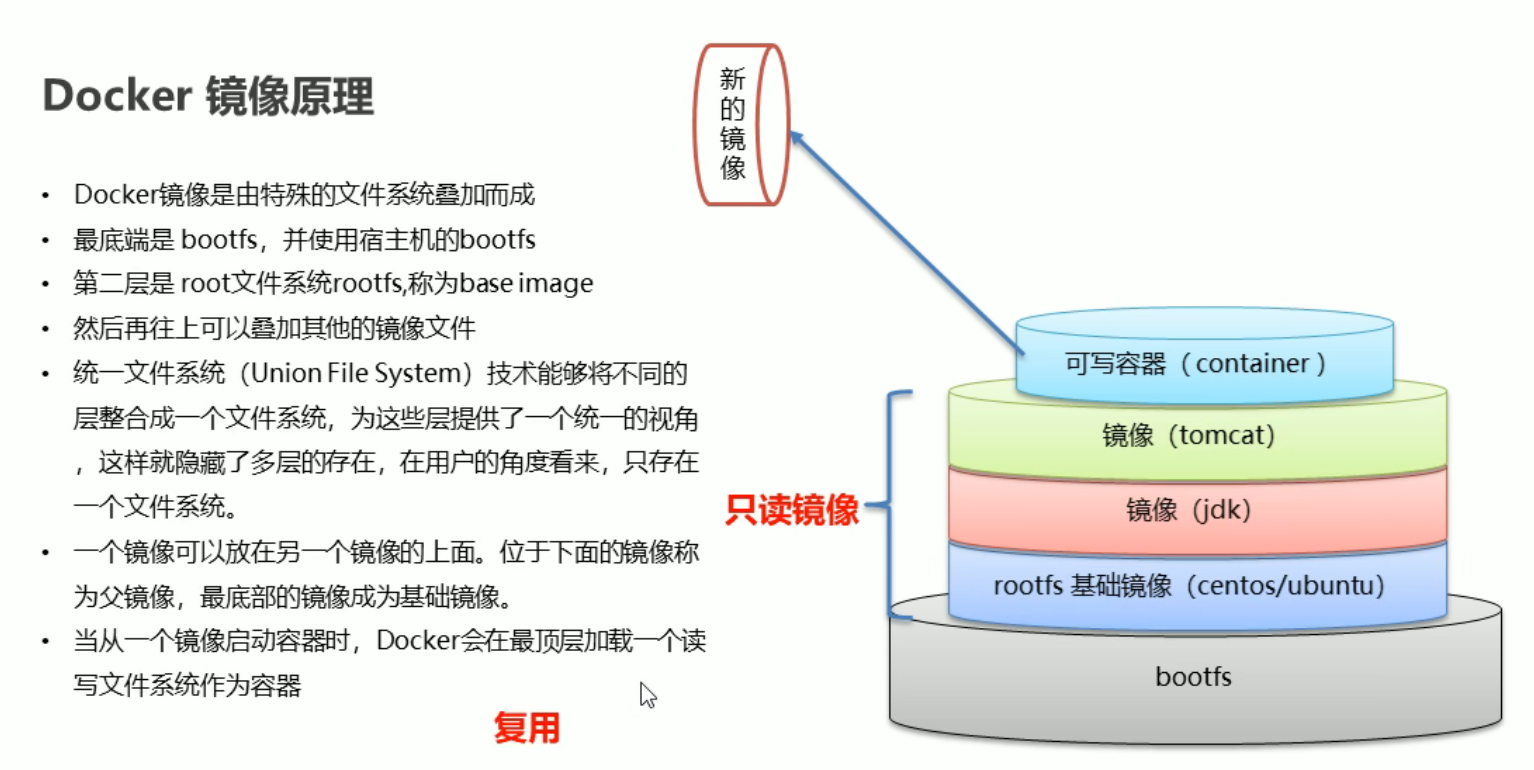 Docker 镜像原理
• Docker镜像是由特殊的文件系统叠加而成
• 最底端是 bootfs，并使用宿主机的bootfs
• 第二层是 root文件系统rootfs,称为base image
• 然后再往上可以叠加其他的镜像文件
• 统一文件系统（Union File System）技术能够将不同的
层整合成一个文件系统，为这些层提供了一个统一的视角
，这样就隐藏了多层的存在，在用户的角度看来，只存在
一个文件系统。
• 一个镜像可以放在另一个镜像的上面。位于下面的镜像称
为父镜像，最底部的镜像成为基础镜像。
• 当从一个镜像启动容器时，Docker会在最顶层加载一个读
写文件系统作为容器
复用
新的镜像
可写容器（container）
镜像（tomcat）
镜像（jdk）
只读镜像
rootfs 基础镜像（centos/ubuntu）
bootfs